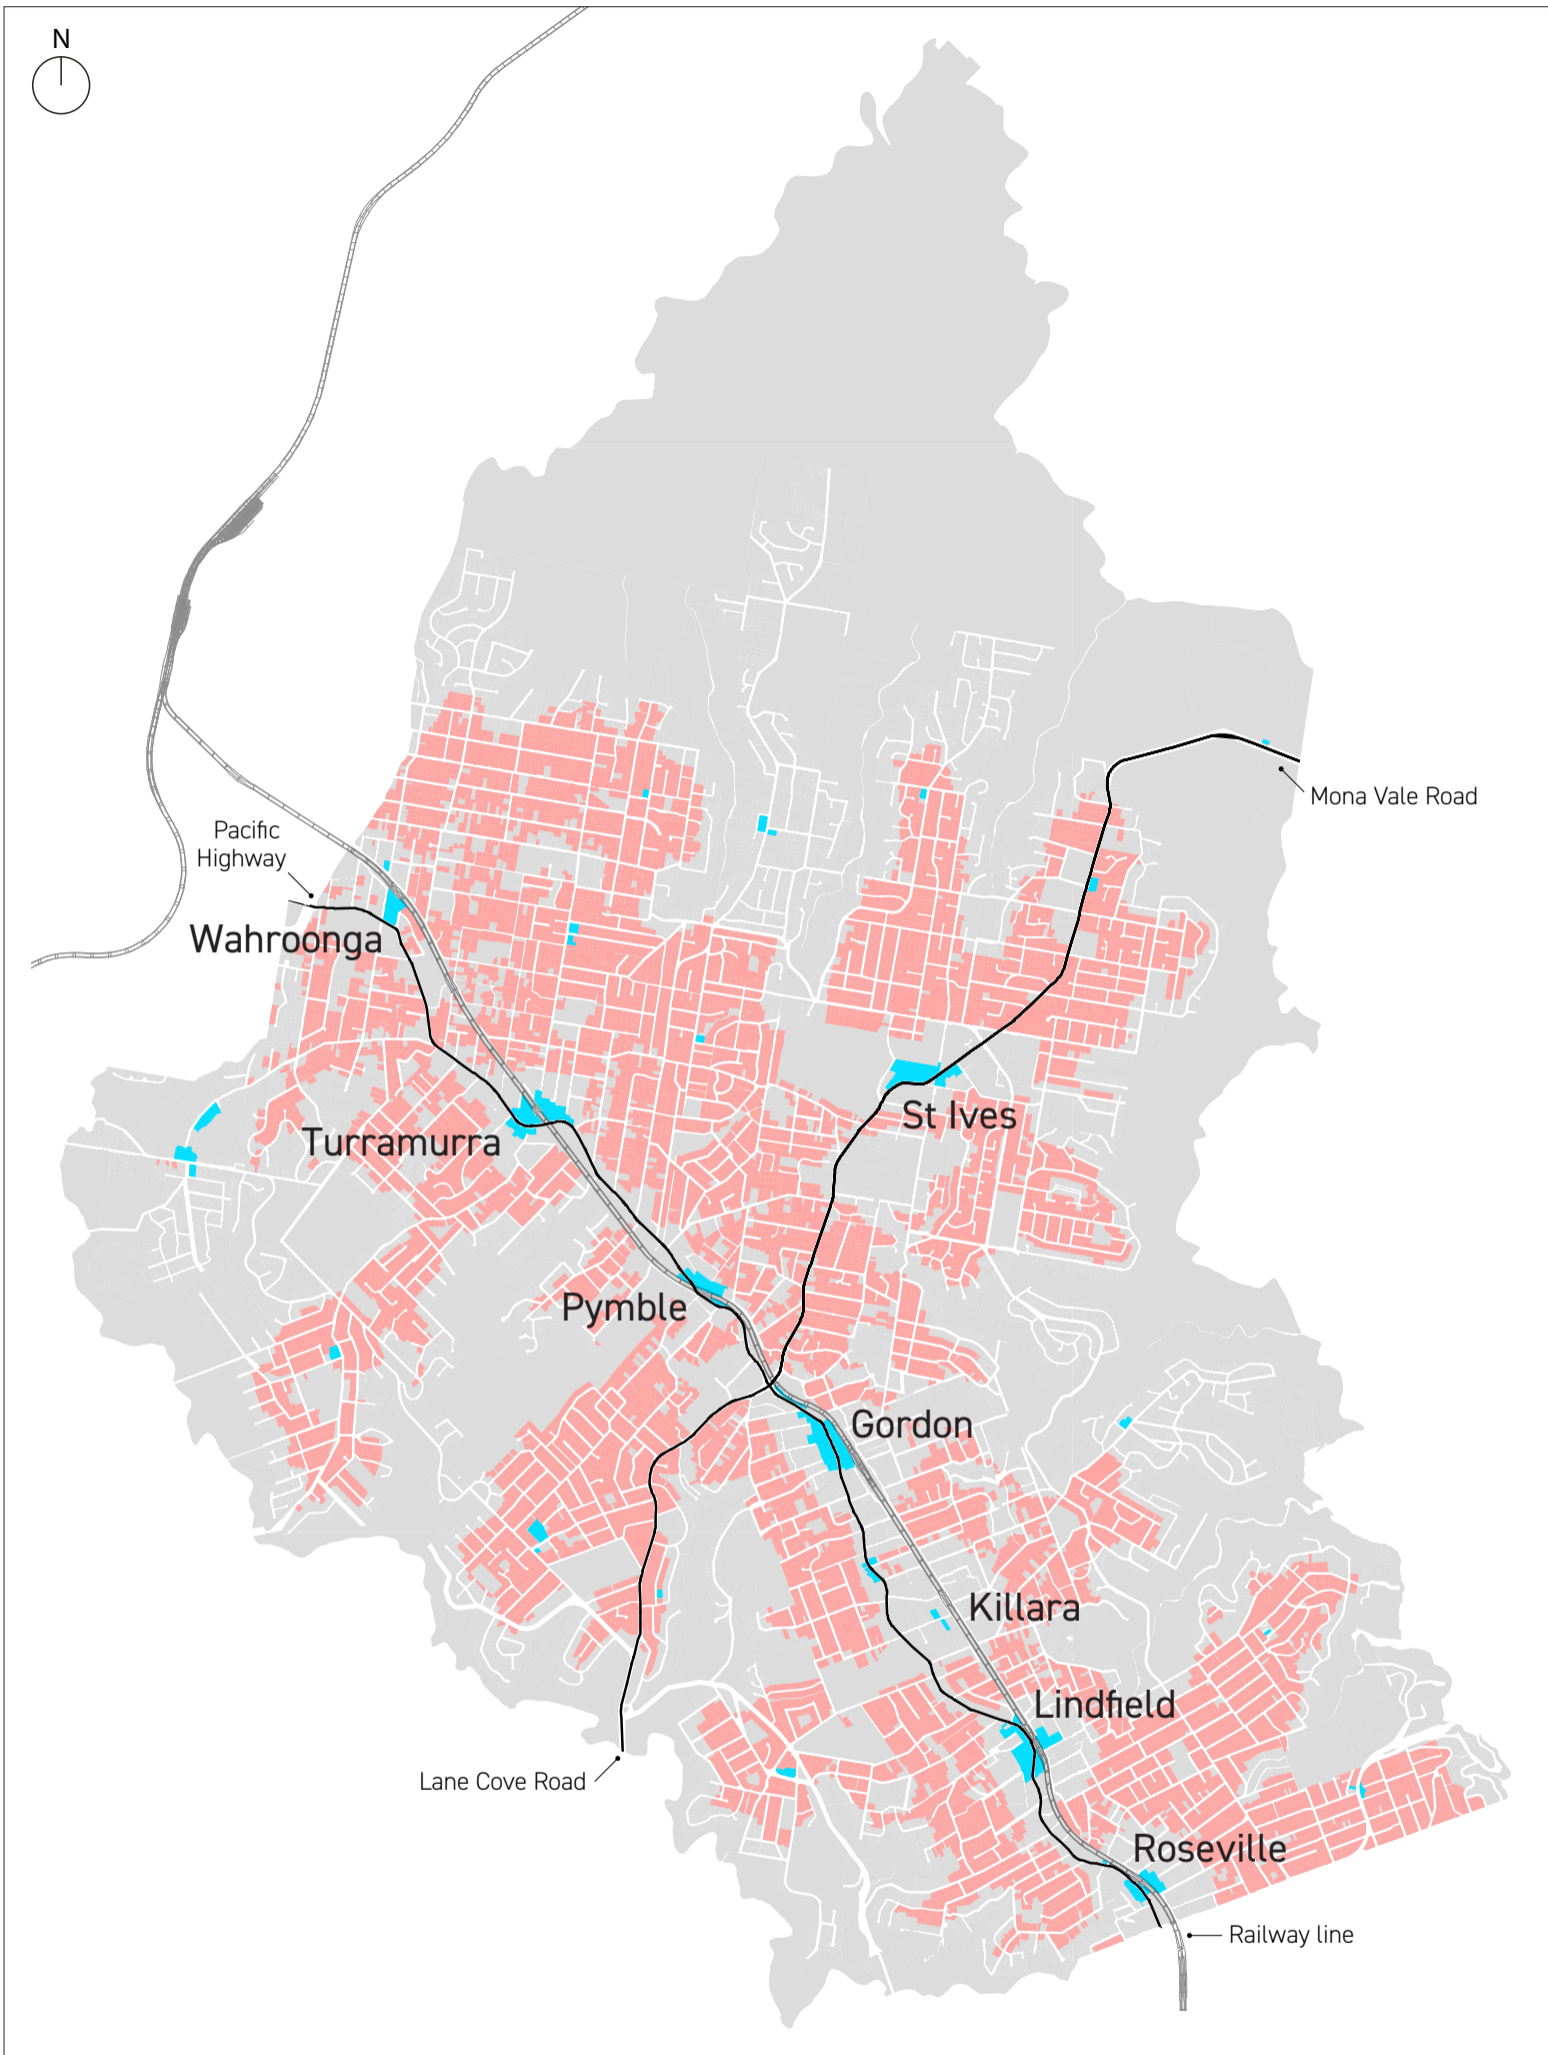 N
Mona Vale Road
Pacific
Highway
Wahroonga
St Ives
Turramurra
Pymble
Gordon
Killara
Lindfield
Lane Cove Road
Roseville
Railway line